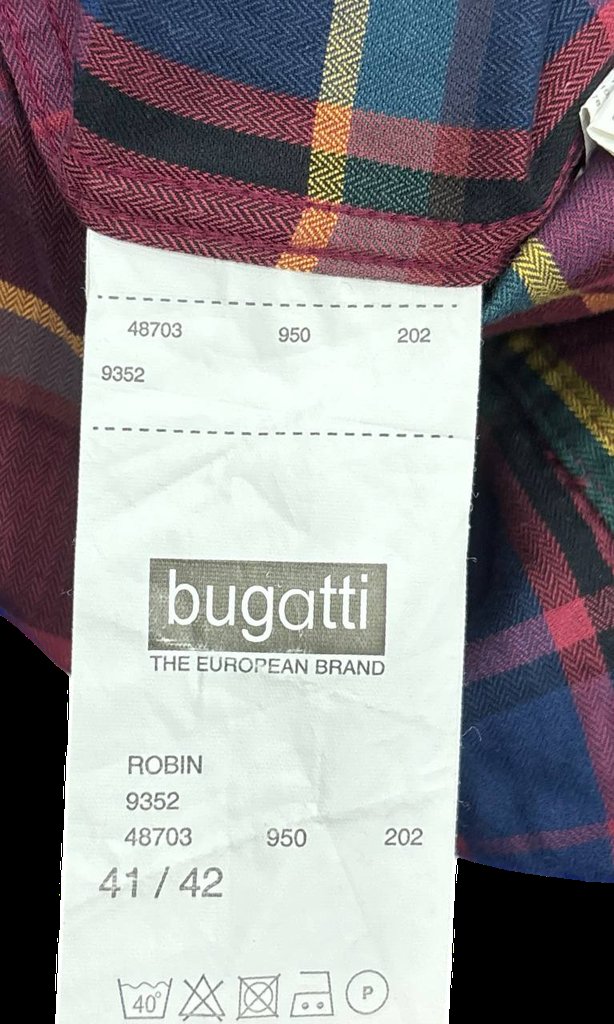 48703 950 202
9352
bugatti
THE EUROPEAN BRAND
ROBIN
9352
48703 950 202
41 / 42
40°
P